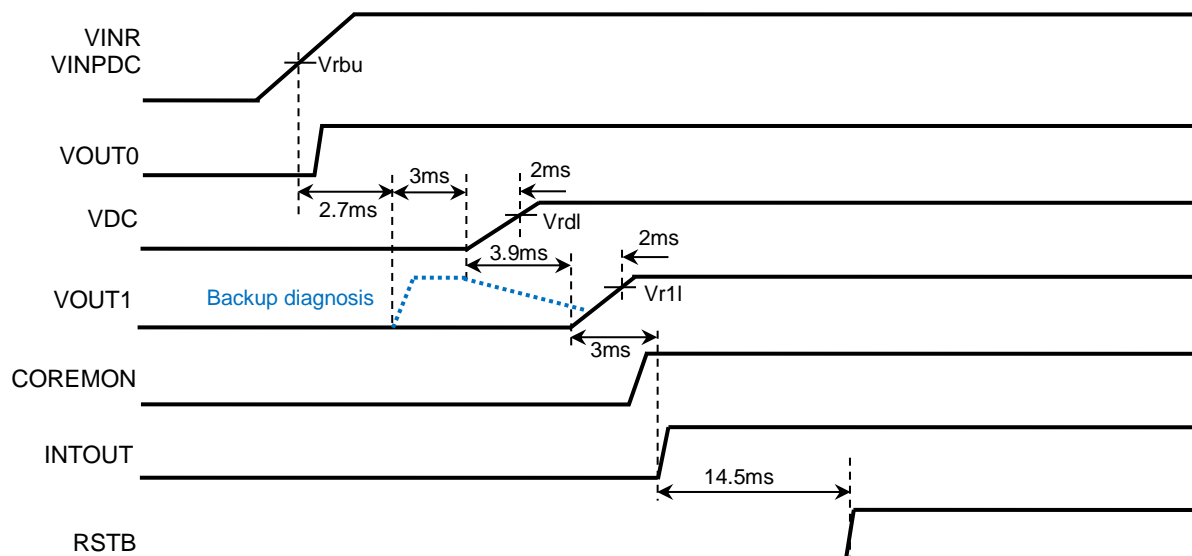 VINR
VINPDC
Vrbu
VOUT0
3ms
2ms
2.7ms
VDC
Vrdl
3.9ms
2ms
VOUT1
Backup diagnosis
Vr1l
3ms
COREMON
INTOUT
14.5ms
RSTB